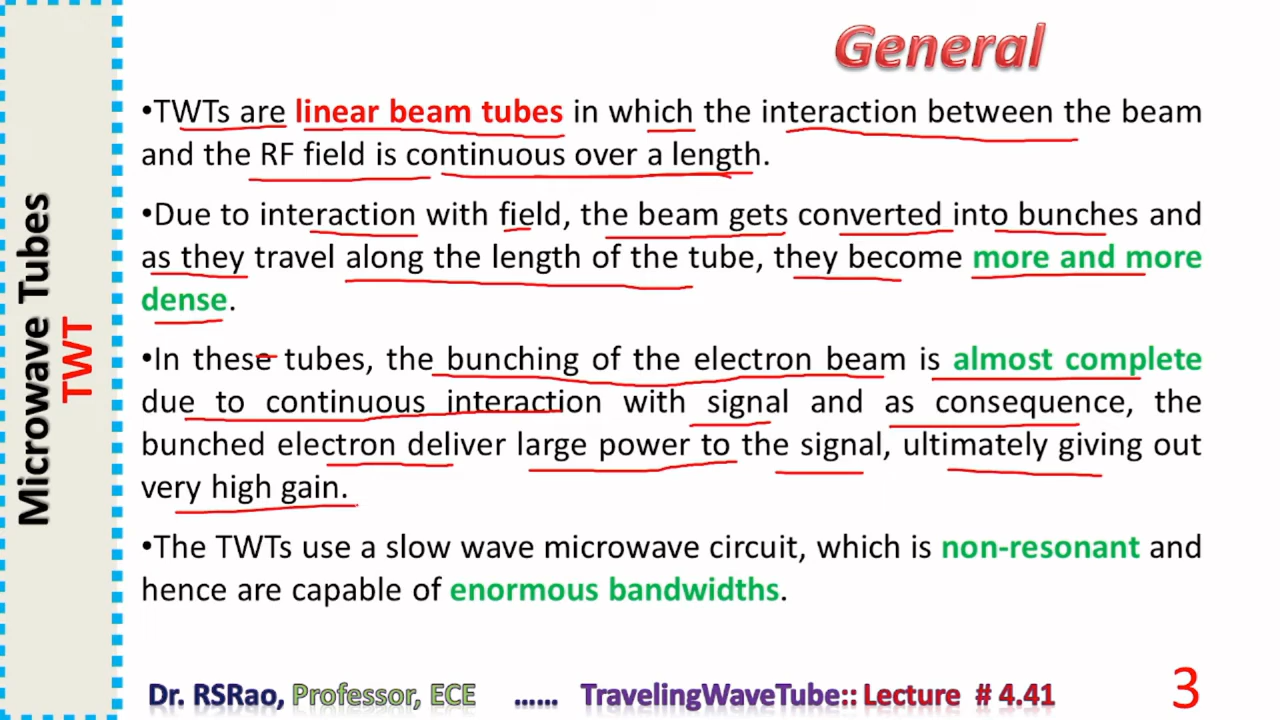 General
Microwave Tubes
TWT
•TWTs are linear beam tubes in which the interaction between the beam
and the RF field is continuous over a length.
•Due to interaction with field, the beam gets converted into bunches and
as they travel along the length of the tube, they become more and more
dense.
•In these tubes, the bunching of the electron beam is almost complete
due to continuous interaction with signal and as consequence, the
bunched electron deliver large power to the signal, ultimately giving out
very high gain.
•The TWTs use a slow wave microwave circuit, which is non-resonant and
hence are capable of enormous bandwidths.
Dr. RSRao, Professor, ECE …… TravelingWaveTube:: Lecture # 4.41
3